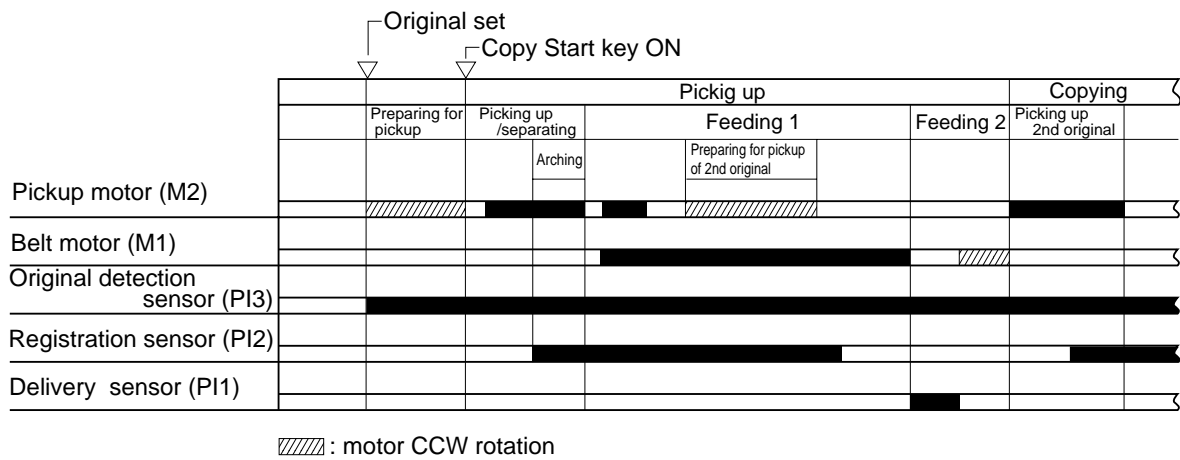 Original set
Copy Start key ON
Pickig up
Copying
Preparing for
pickup
Picking up
/separating
Feeding 1
Feeding 2
Picking up
2nd original
Arching
Preparing for pickup
of 2nd original
Pickup motor (M2)
Belt motor (M1)
Original detection
sensor (PI3)
Registration sensor (PI2)
Delivery sensor (PI1)
: motor CCW rotation